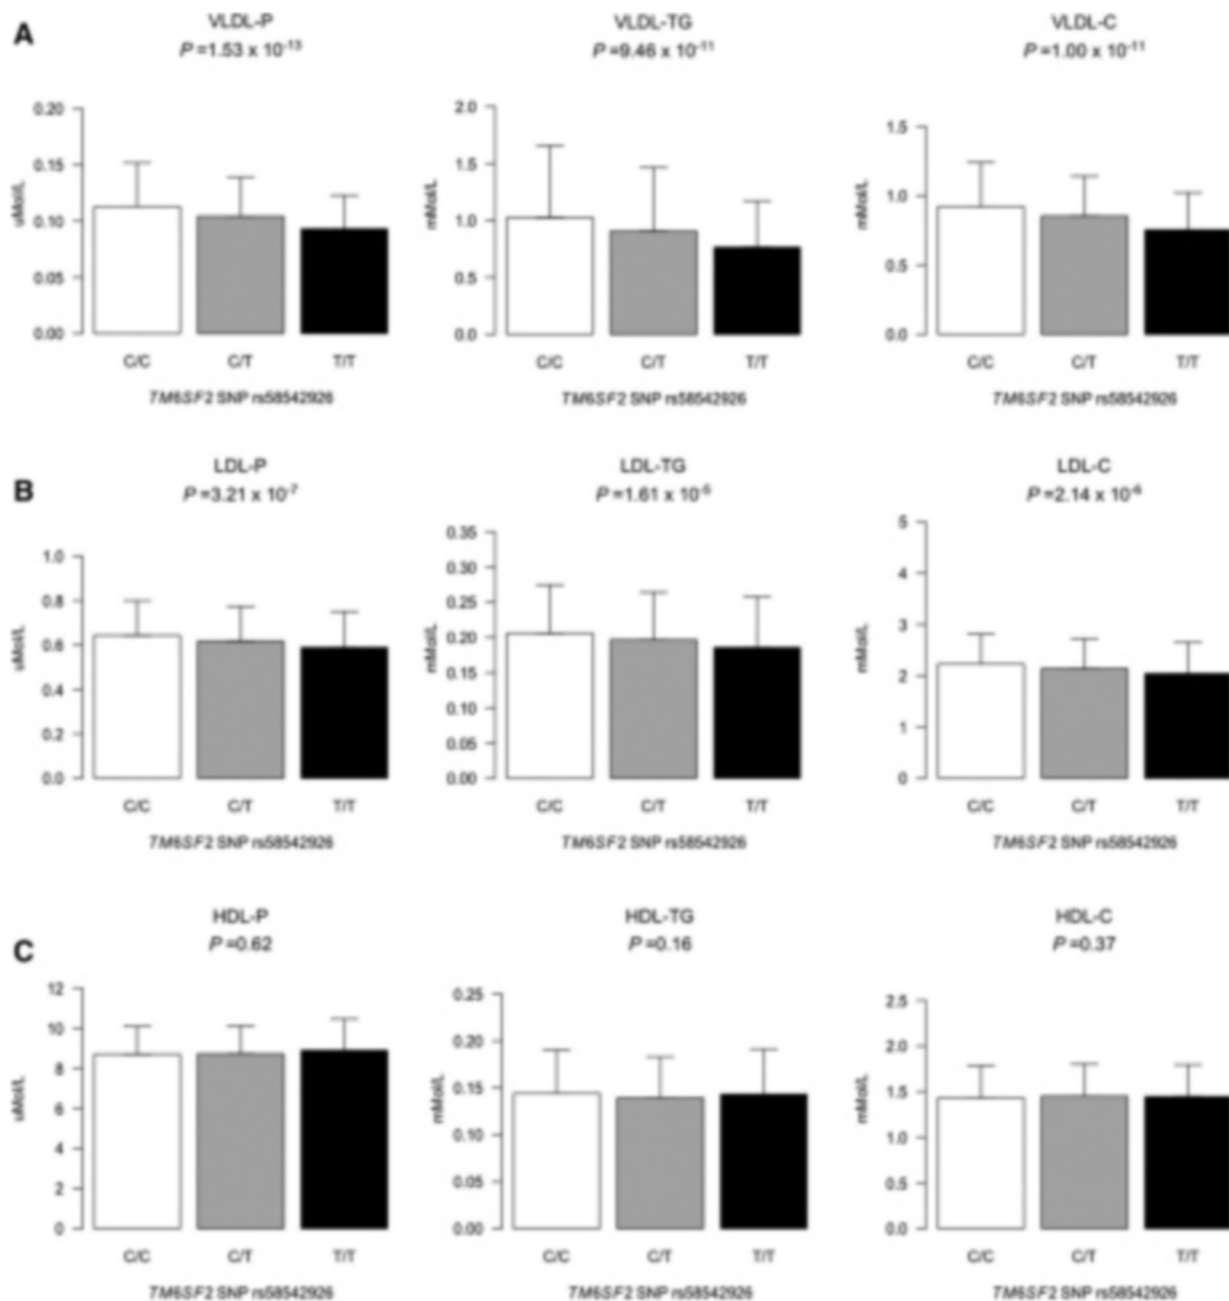 A
VLDL-P
P =1.53 x 10-13
0.20
0.15
0.10
0.05
0.00
uMol/L
C/C C/T T/T
TM6SF2 SNP rs58542926
VLDL-TG
P =9.46 x 10-11
2.0
1.5
1.0
0.5
0.0
mMol/L
C/C C/T T/T
TM6SF2 SNP rs58542926
VLDL-C
P =1.00 x 10-11
1.5
1.0
0.5
0.0
mMol/L
C/C C/T T/T
TM6SF2 SNP rs58542926
B
LDL-P
P =3.21 x 10-7
1.0
0.8
0.6
0.4
0.2
0.0
uMol/L
C/C C/T T/T
TM6SF2 SNP rs58542926
LDL-TG
P =1.61 x 10-5
0.35
0.30
0.25
0.20
0.15
0.10
0.05
0.00
mMol/L
C/C C/T T/T
TM6SF2 SNP rs58542926
LDL-C
P =2.14 x 10-6
5
4
3
2
1
0
mMol/L
C/C C/T T/T
TM6SF2 SNP rs58542926
C
HDL-P
P =0.62
12
10
8
6
4
2
0
uMol/L
C/C C/T T/T
TM6SF2 SNP rs58542926
HDL-TG
P =0.16
0.25
0.20
0.15
0.10
0.05
0.00
mMol/L
C/C C/T T/T
TM6SF2 SNP rs58542926
HDL-C
P =0.37
2.5
2.0
1.5
1.0
0.5
0.0
mMol/L
C/C C/T T/T
TM6SF2 SNP rs58542926